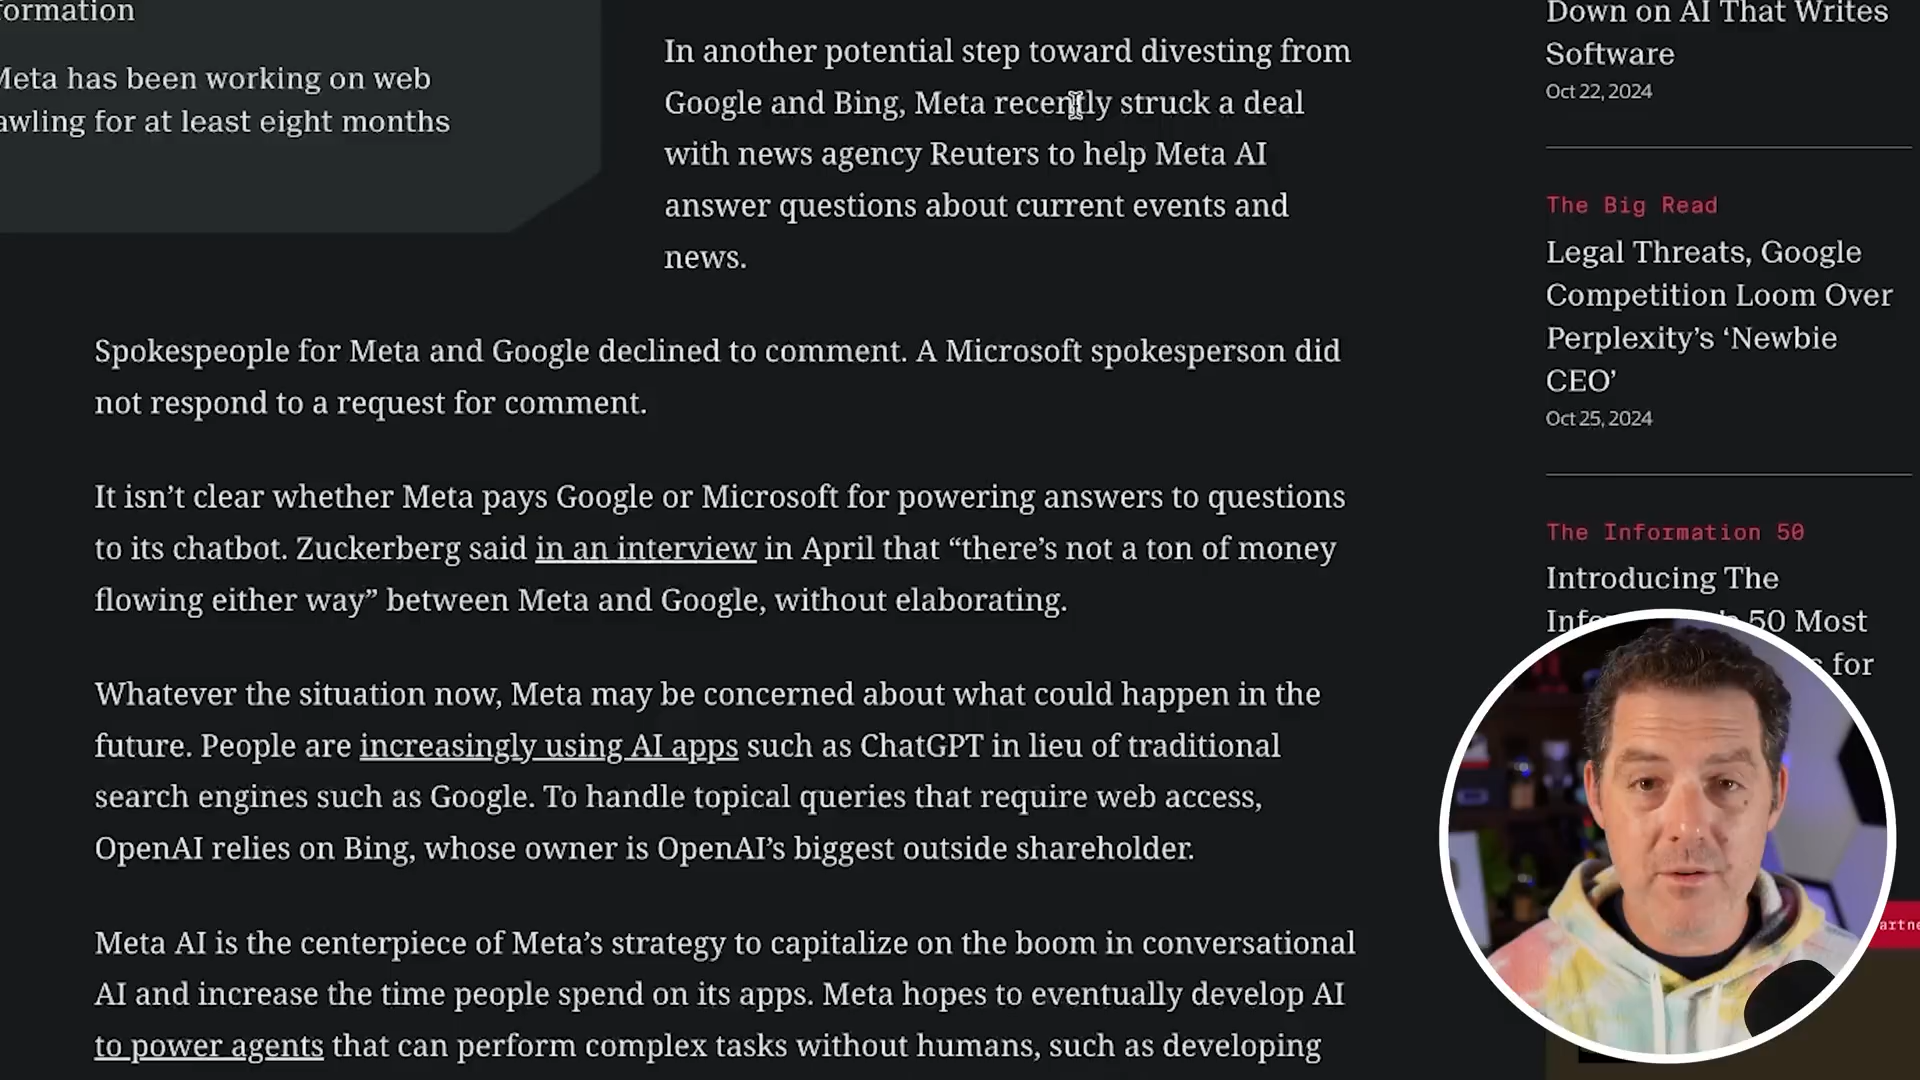 formation
Meta has been working on web
awling for at least eight months
In another potential step toward divesting from
Google and Bing, Meta recently struck a deal
with news agency Reuters to help Meta AI
answer questions about current events and
news.
Spokespeople for Meta and Google declined to comment. A Microsoft spokesperson did
not respond to a request for comment.
It isn’t clear whether Meta pays Google or Microsoft for powering answers to questions
to its chatbot. Zuckerberg said in an interview in April that “there’s not a ton of money
flowing either way” between Meta and Google, without elaborating.
Whatever the situation now, Meta may be concerned about what could happen in the
future. People are increasingly using AI apps such as ChatGPT in lieu of traditional
search engines such as Google. To handle topical queries that require web access,
OpenAI relies on Bing, whose owner is OpenAI’s biggest outside shareholder.
Meta AI is the centerpiece of Meta’s strategy to capitalize on the boom in conversational
AI and increase the time people spend on its apps. Meta hopes to eventually develop AI
to power agents that can perform complex tasks without humans, such as developing
Down on AI That Writes
Software
Oct 22, 2024
The Big Read
Legal Threats, Google
Competition Loom Over
Perplexity’s ‘Newbie
CEO’
Oct 25, 2024
The Information 50
Introducing The
50 Most
for
artne